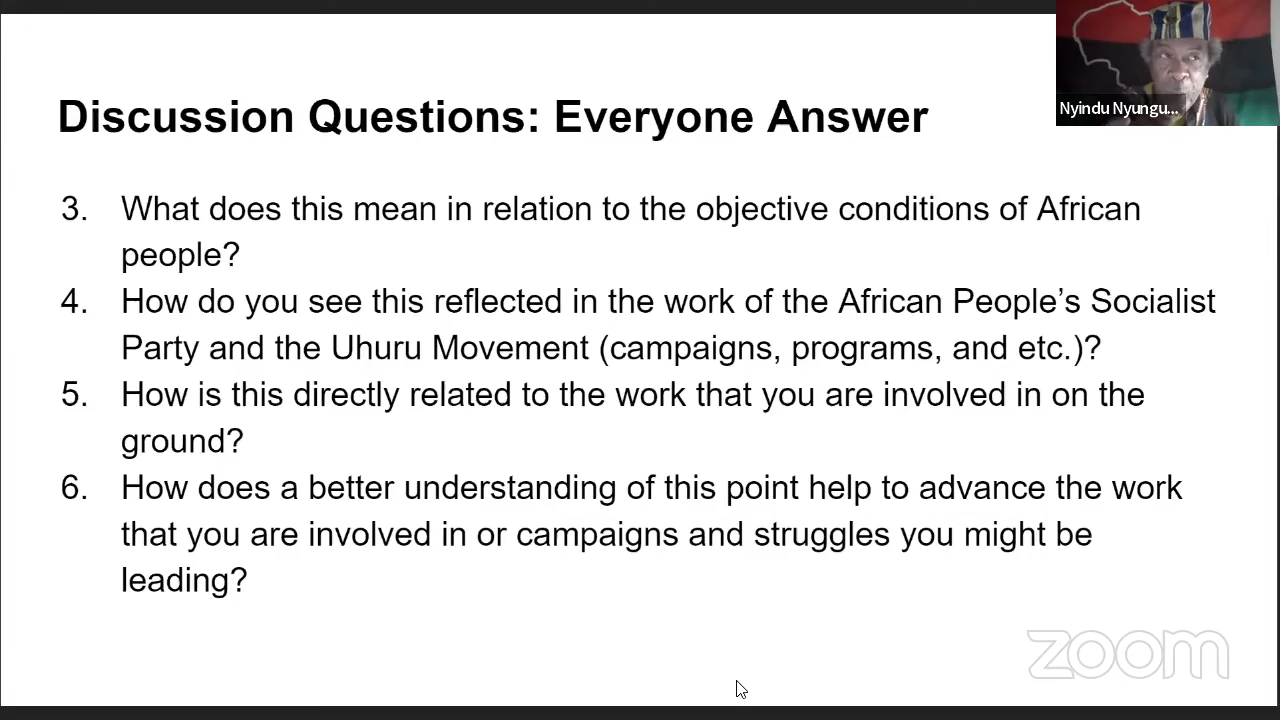 Nyindu Nyungu...
Discussion Questions: Everyone Answer
3. What does this mean in relation to the objective conditions of African
people?
4. How do you see this reflected in the work of the African People’s Socialist
Party and the Uhuru Movement (campaigns, programs, and etc.)?
5. How is this directly related to the work that you are involved in on the
ground?
6. How does a better understanding of this point help to advance the work
that you are involved in or campaigns and struggles you might be
leading?
zoom